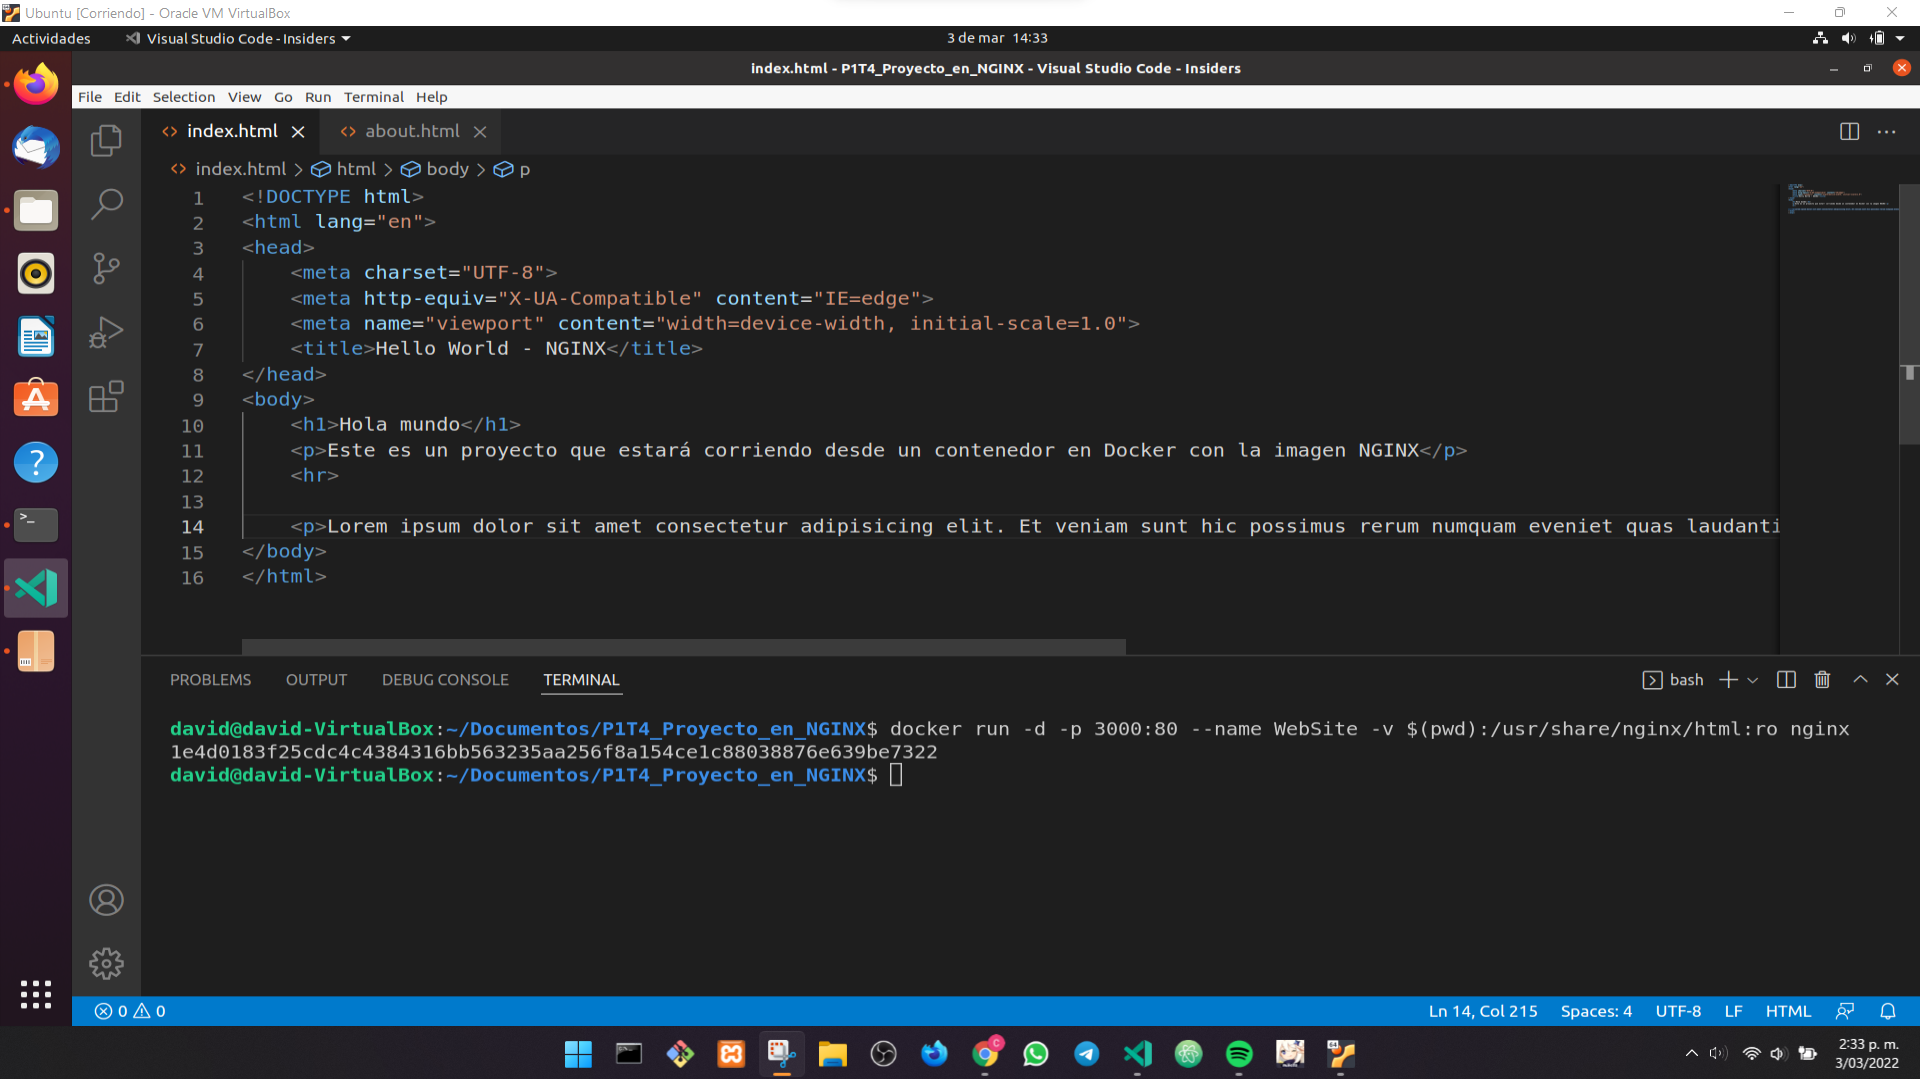 Ubuntu [Corriendo] - Oracle VM VirtualBox
Actividades
Visual Studio Code - Insiders
3 de mar 14:33
index.html - P1T4_Proyecto_en_NGINX - Visual Studio Code - Insiders
File Edit Selection View Go Run Terminal Help
index.html
about.html
index.html > html > body > p
1 <!DOCTYPE html>
2 <html lang="en">
3 <head>
4 <meta charset="UTF-8">
5 <meta http-equiv="X-UA-Compatible" content="IE=edge">
6 <meta name="viewport" content="width=device-width, initial-scale=1.0">
7 <title>Hello World - NGINX</title>
8 </head>
9 <body>
10 <h1>Hola mundo</h1>
11 <p>Este es un proyecto que estará corriendo desde un contenedor en Docker con la imagen NGINX</p>
12 <hr>
13
14 <p>Lorem ipsum dolor sit amet consectetur adipisicing elit. Et veniam sunt hic possimus rerum numquam eveniet quas laudanti
15 </body>
16 </html>
PROBLEMS OUTPUT DEBUG CONSOLE TERMINAL
bash
david@david-VirtualBox:~/Documentos/P1T4_Proyecto_en_NGINX$ docker run -d -p 3000:80 --name WebSite -v $(pwd):/usr/share/nginx/html:ro nginx
1e4d0183f25cdc4c4384316bb563235aa256f8a154ce1c88038876e639be7322
david@david-VirtualBox:~/Documentos/P1T4_Proyecto_en_NGINX$
0 0
Ln 14, Col 215 Spaces: 4 UTF-8 LF HTML
2:33 p. m.
3/03/2022